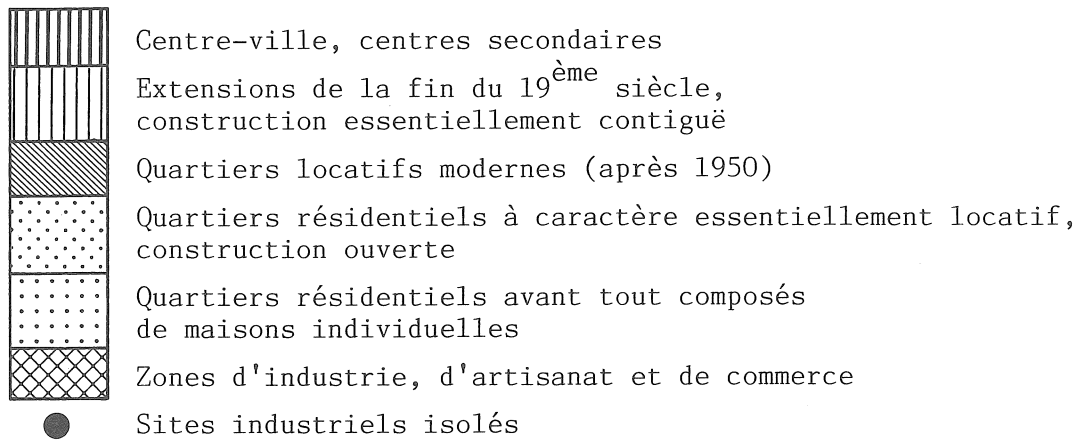 Centre-ville, centres secondaires
Extensions de la fin du 19ème siècle,
construction essentiellement contiguë
Quartiers locatifs modernes (après 1950)
Quartiers résidentiels à caractère essentiellement locatif,
construction ouverte
Quartiers résidentiels avant tout composés
de maisons individuelles
Zones d'industrie, d'artisanat et de commerce
Sites industriels isolés